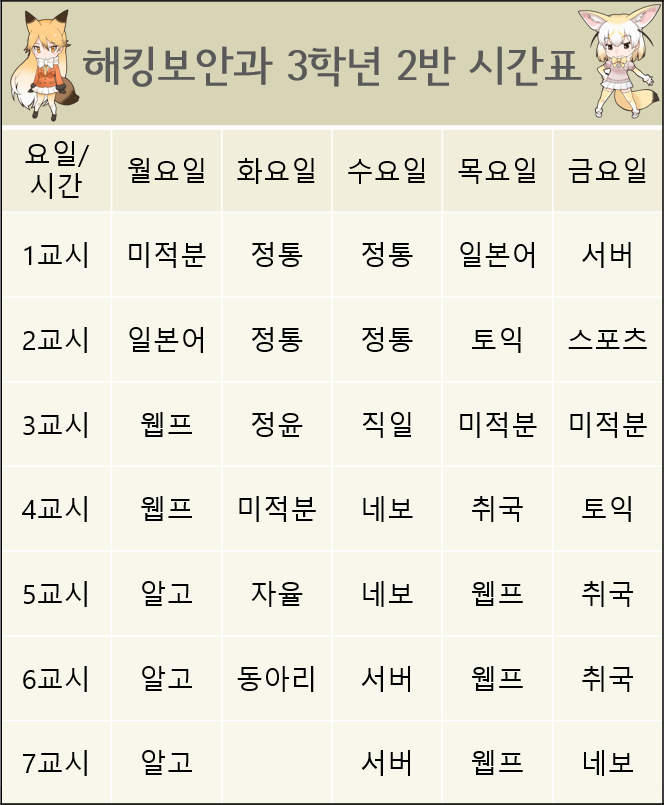 해킹보안과 3학년 2반 시간표
요일/ 월요일 화요일 수요일 목요일 금요일
시간
1교시 미적분 정통 정통 일본어 서버
2교시 일본어 정통 정통 토익 스포츠
3교시 웹프 정윤 직일 미적분 미적분
4교시 웹프 미적분 네보 취국 토익
5교시 알고 자율 네보 웹프 취국
6교시 알고 동아리 서버 웹프 취국
7교시 알고 서버 웹프 네보